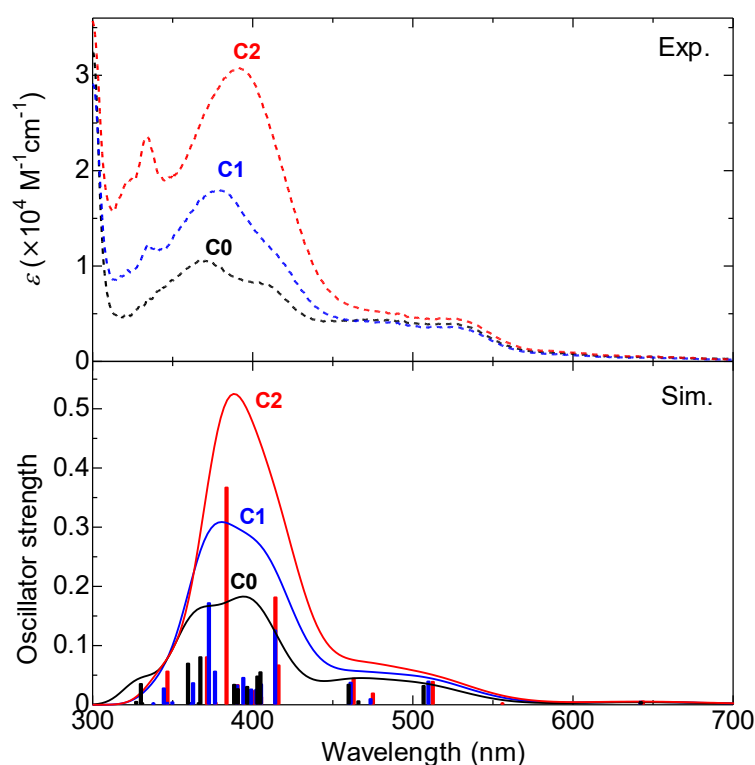 C2
Exp.
3
C1
2
C0
1
0
ε (×10⁴ M⁻¹cm⁻¹)
C2
Sim.
0.5
0.4
C1
0.3
C0
0.2
0.1
0
Oscillator strength
300 400 500 600 700
Wavelength (nm)